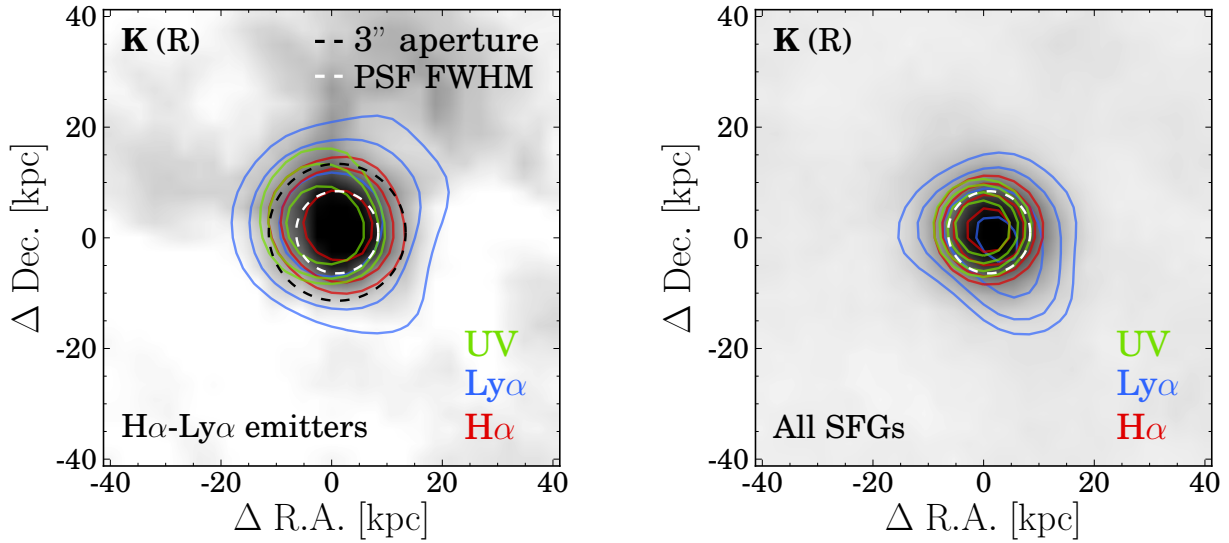 K (R)
3” aperture
PSF FWHM
UV
Lyα
Hα
Hα-Lyα emitters
40
20
0
-20
-40
-40
-20
0
20
40
Δ Dec. [kpc]
Δ R.A. [kpc]
K (R)
UV
Lyα
Hα
All SFGs
40
20
0
-20
-40
-40
-20
0
20
40
Δ Dec. [kpc]
Δ R.A. [kpc]